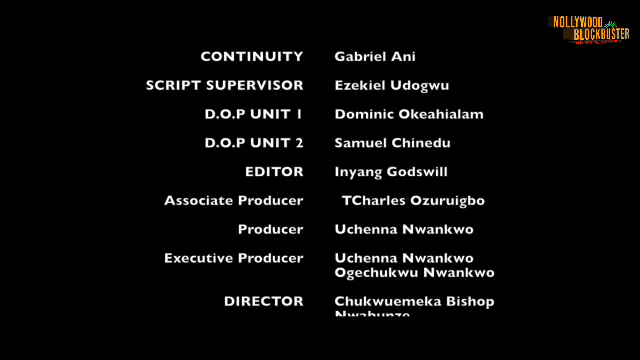 NOLLYWOOD
BLOCKBUSTER
CONTINUITY Gabriel Ani
SCRIPT SUPERVISOR Ezekiel Udogwu
D.O.P UNIT 1 Dominic Okeahialam
D.O.P UNIT 2 Samuel Chinedu
EDITOR Inyang Godswill
Associate Producer TCharles Ozuruigbo
Producer Uchenna Nwankwo
Executive Producer Uchenna Nwankwo
Ogechukwu Nwankwo
DIRECTOR Chukwuemeka Bishop